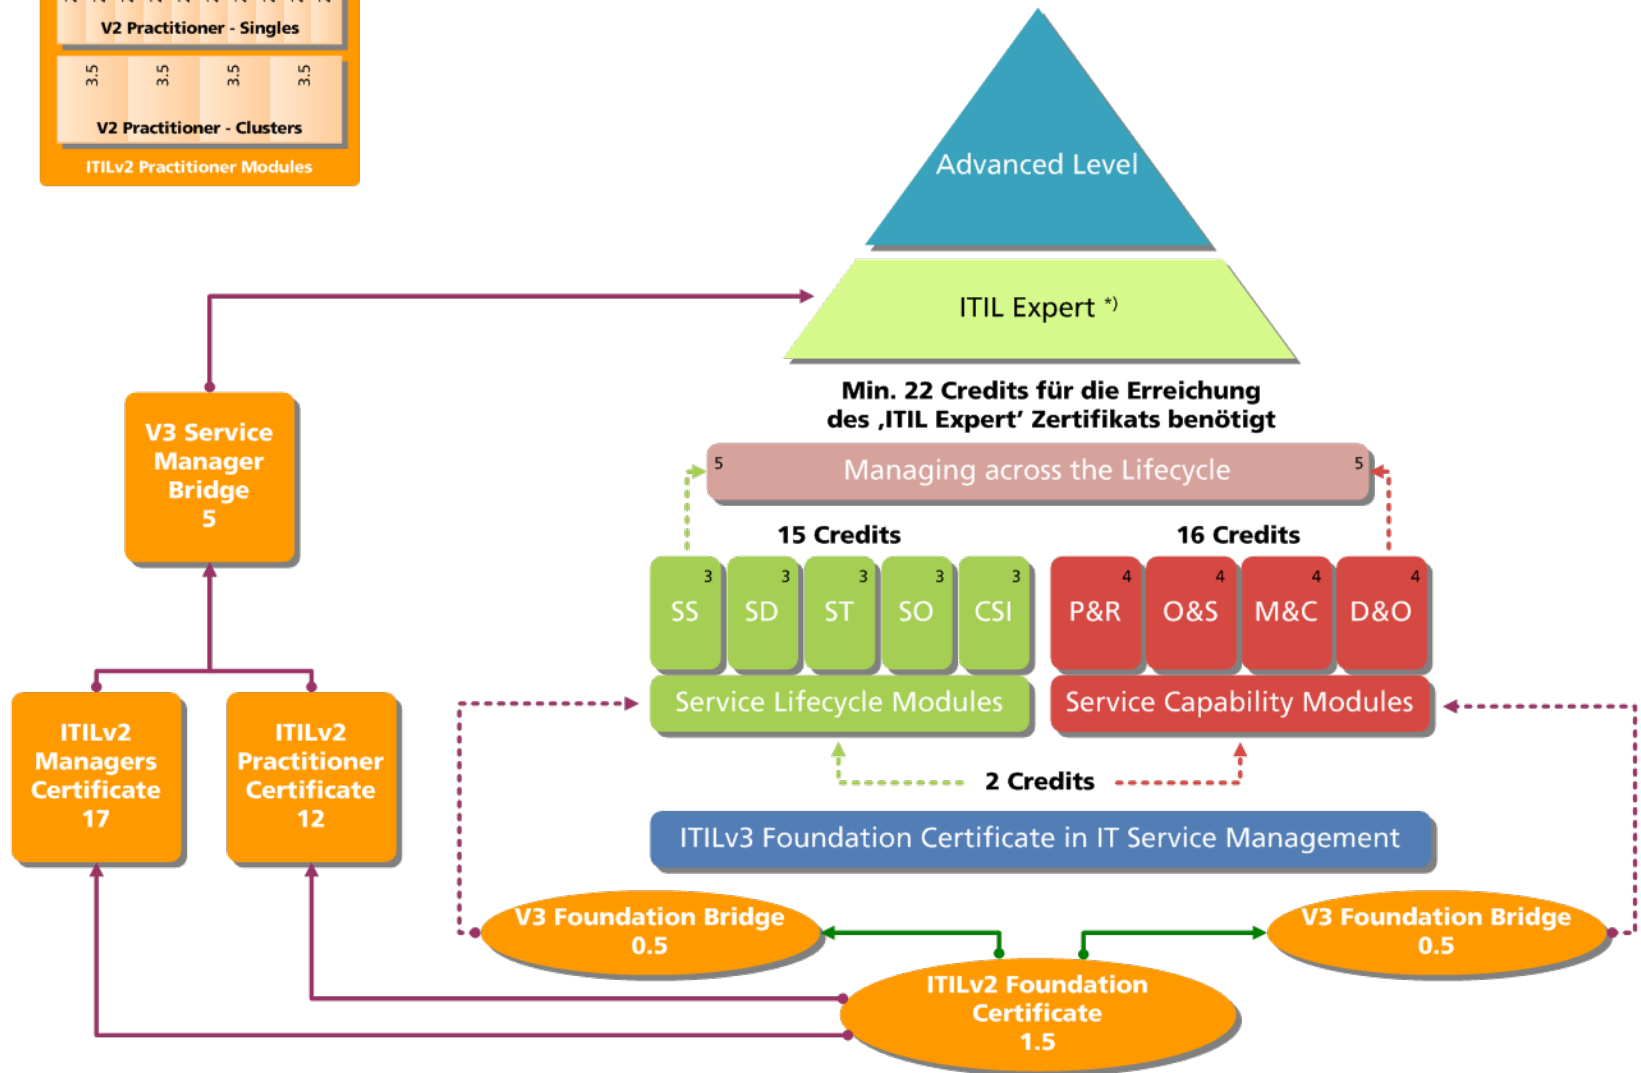 V2 Practitioner - Singles
3.5 3.5 3.5 3.5
V2 Practitioner - Clusters
ITILv2 Practitioner Modules
Advanced Level
ITIL Expert *)
Min. 22 Credits für die Erreichung
des ‚ITIL Expert’ Zertifikats benötigt
5 Managing across the Lifecycle 5
15 Credits
16 Credits
3 3 3 3 3
SS SD ST SO CSI
4 4 4 4
P&R O&S M&C D&O
Service Lifecycle Modules
Service Capability Modules
2 Credits
ITILv3 Foundation Certificate in IT Service Management
V3 Service
Manager
Bridge
5
ITILv2
Managers
Certificate
17
ITILv2
Practitioner
Certificate
12
V3 Foundation Bridge
0.5
V3 Foundation Bridge
0.5
ITILv2 Foundation
Certificate
1.5